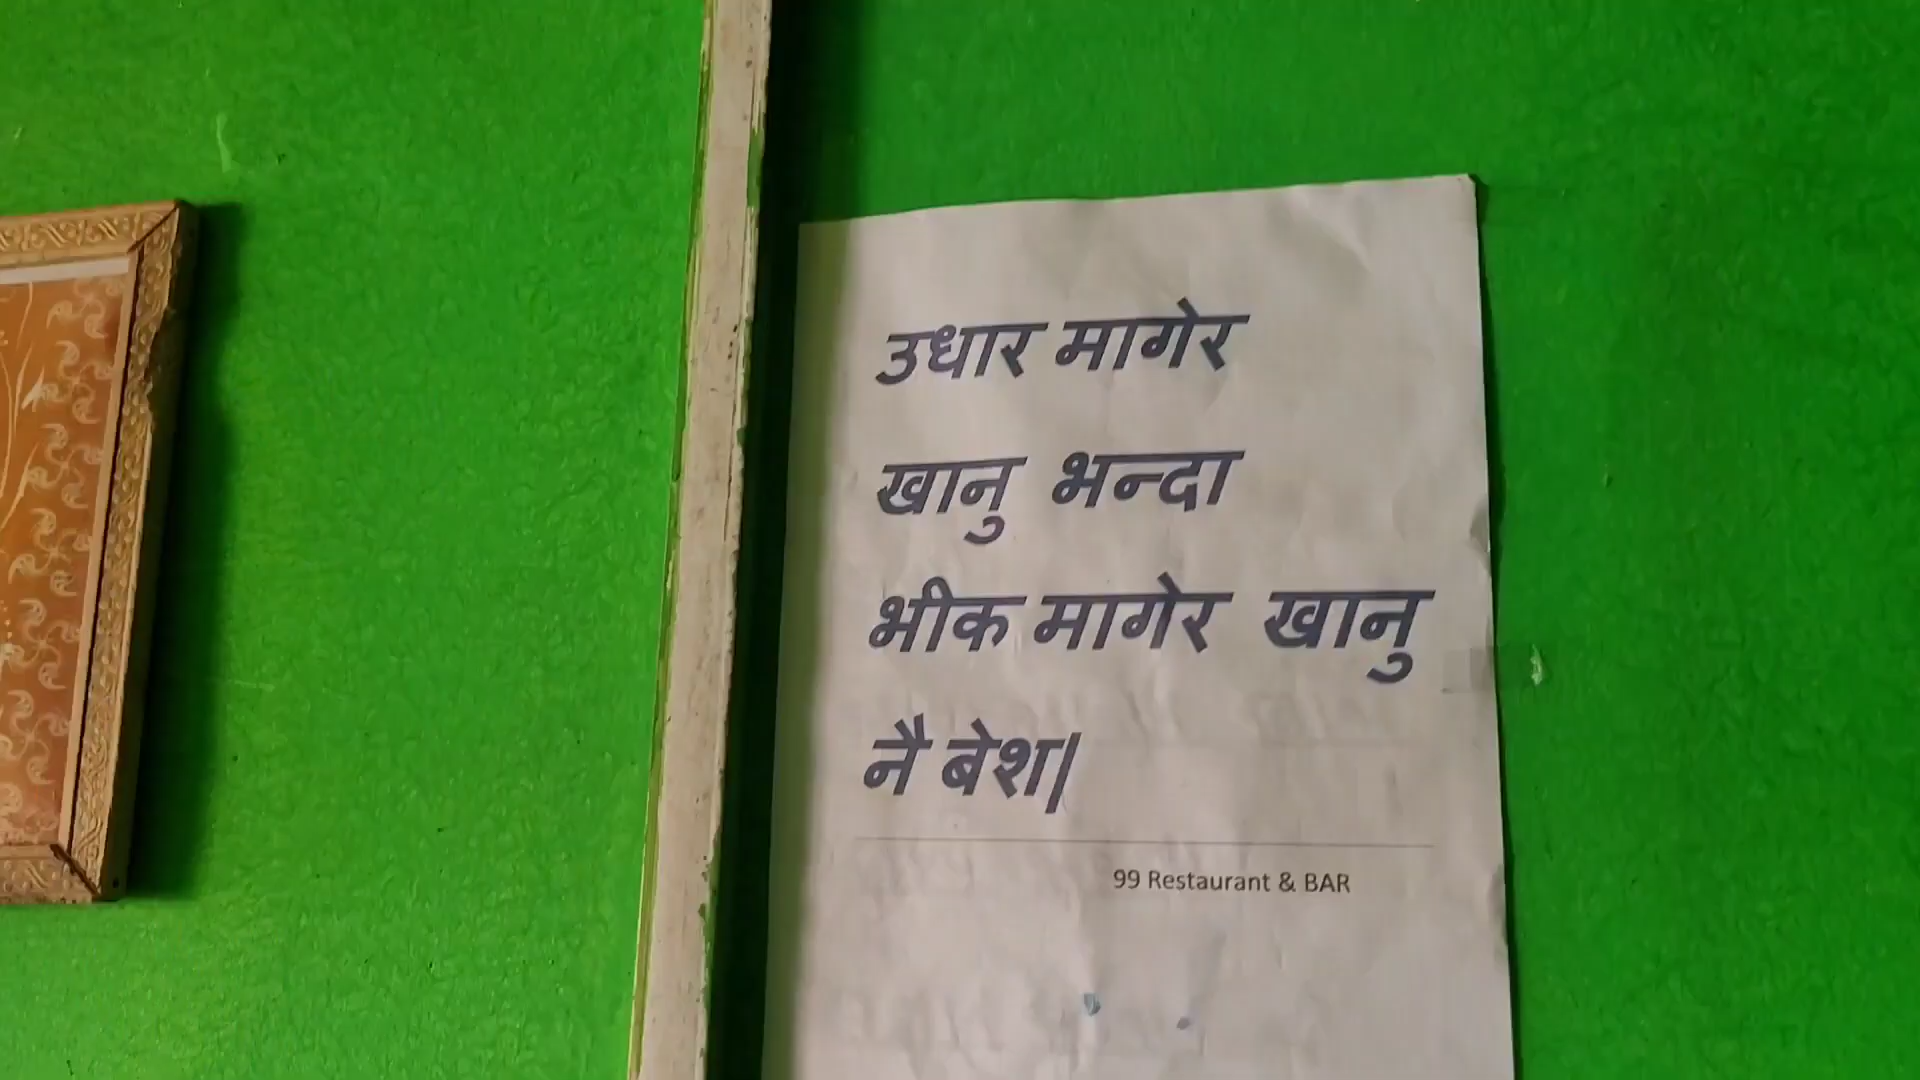 उधार मागेर
खानु भन्दा
भीक मागेर खानु
नै बेश|
99 Restaurant & BAR